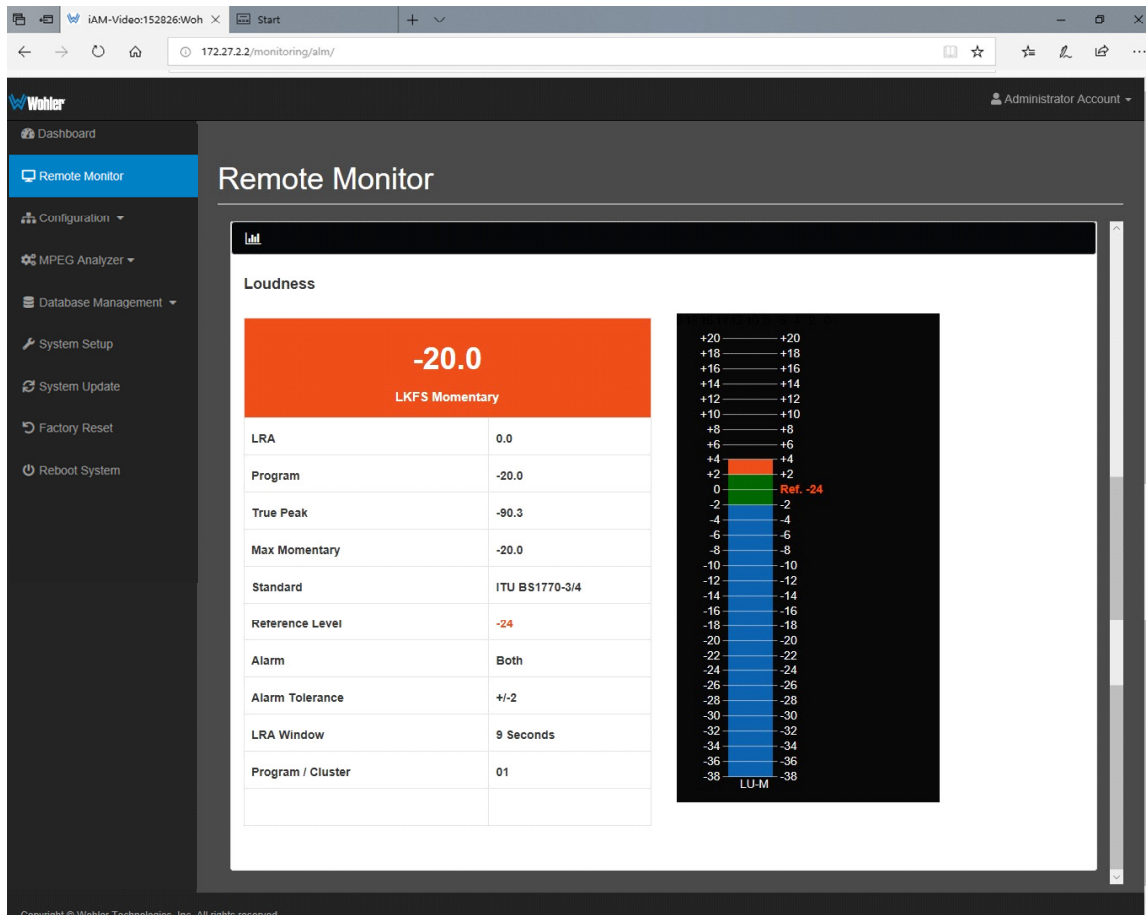 iAM-Video:152826:Woh
Start
172.27.2.2/monitoring/alm/
Wohler
Administrator Account
Dashboard
Remote Monitor
Configuration
MPEG Analyzer
Database Management
System Setup
System Update
Factory Reset
Reboot System
Remote Monitor
Loudness
-20.0
LKFS Momentary
LRA 0.0
Program -20.0
True Peak -90.3
Max Momentary -20.0
Standard ITU BS1770-3/4
Reference Level -24
Alarm Both
Alarm Tolerance +/-2
LRA Window 9 Seconds
Program / Cluster 01
+20 +20
+18 +18
+16 +16
+14 +14
+12 +12
+10 +10
+8 +8
+6 +6
+4 +4
+2 +2
0 Ref. -24
-2 -2
-4 -4
-6 -6
-8 -8
-10 -10
-12 -12
-14 -14
-16 -16
-18 -18
-20 -20
-22 -22
-24 -24
-26 -26
-28 -28
-30 -30
-32 -32
-34 -34
-36 -36
-38 -38
LU-M
Copyright © Wohler Technologies, Inc. All rights reserved.